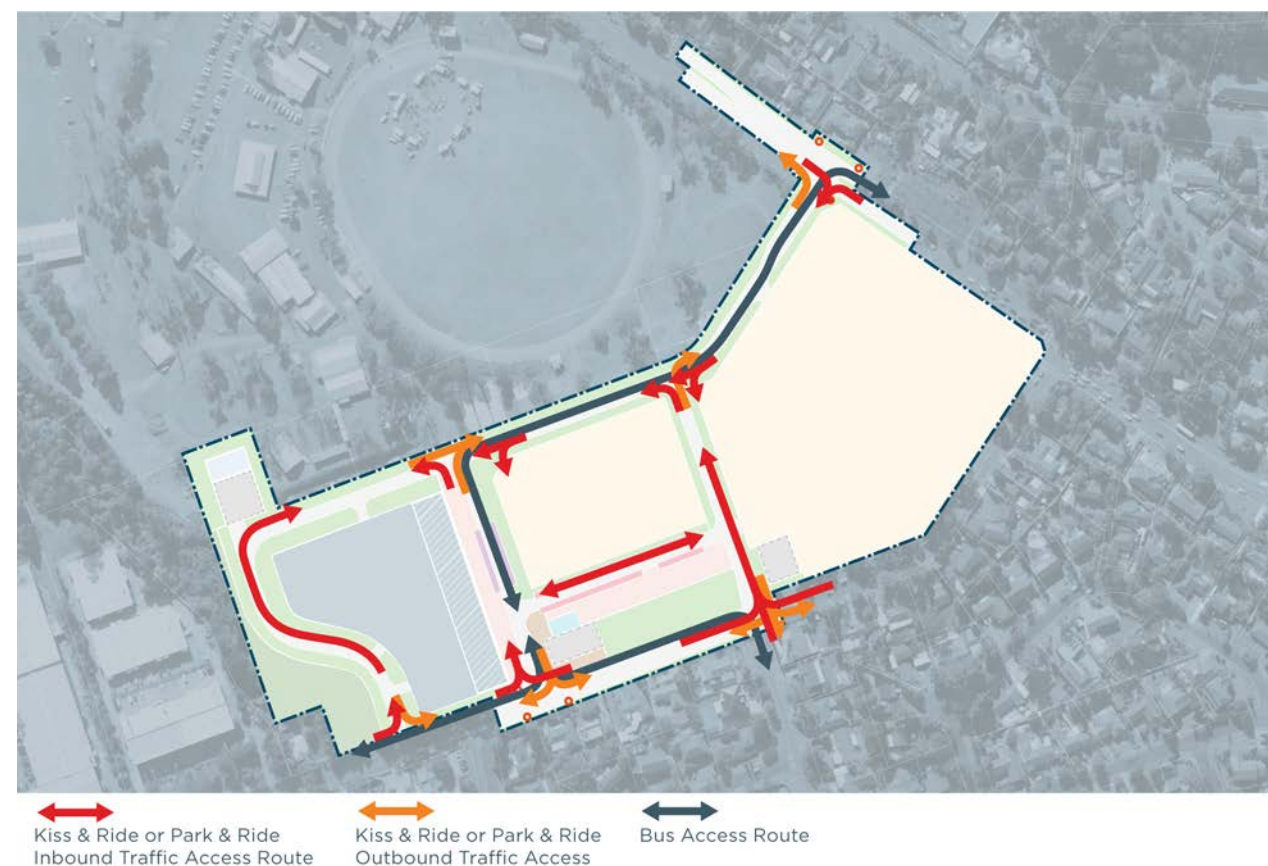 Kiss & Ride or Park & Ride
Inbound Traffic Access Route
Kiss & Ride or Park & Ride
Outbound Traffic Access
Bus Access Route